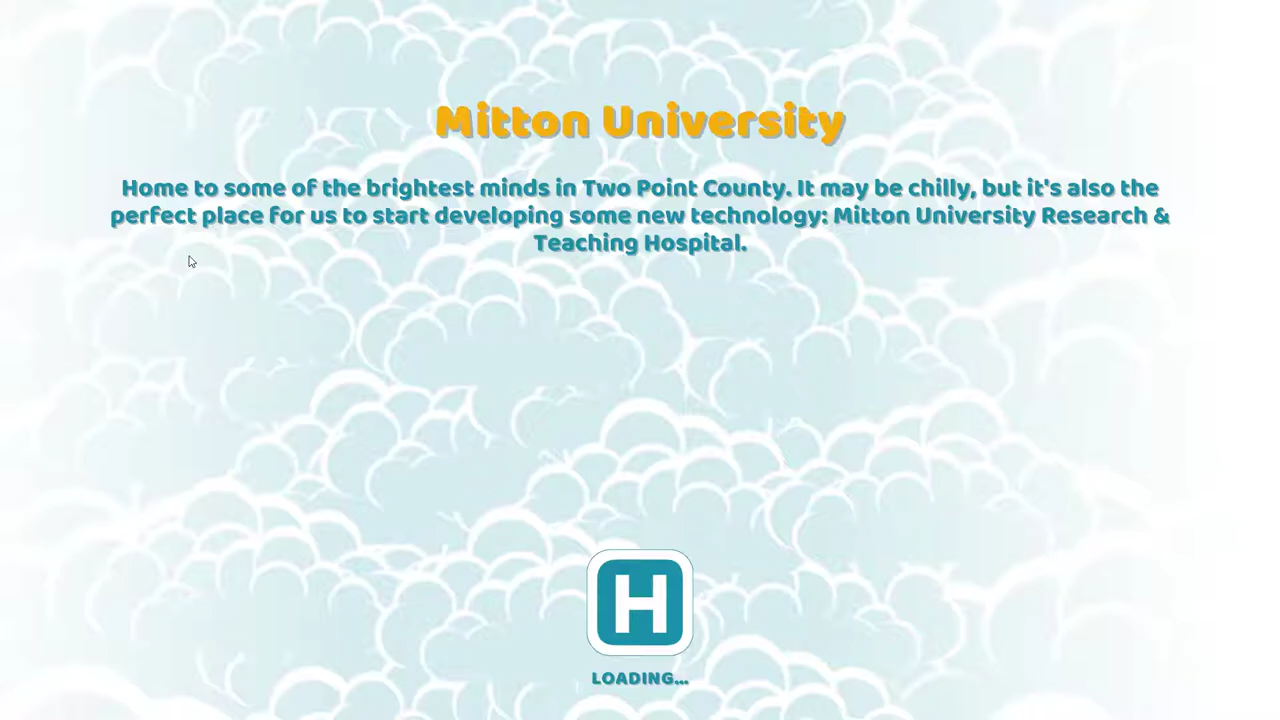 Mitton University
Home to some of the brightest minds in Two Point County. It may be chilly, but it's also the
perfect place for us to start developing some new technology: Mitton University Research &
Teaching Hospital.
H
LOADING...